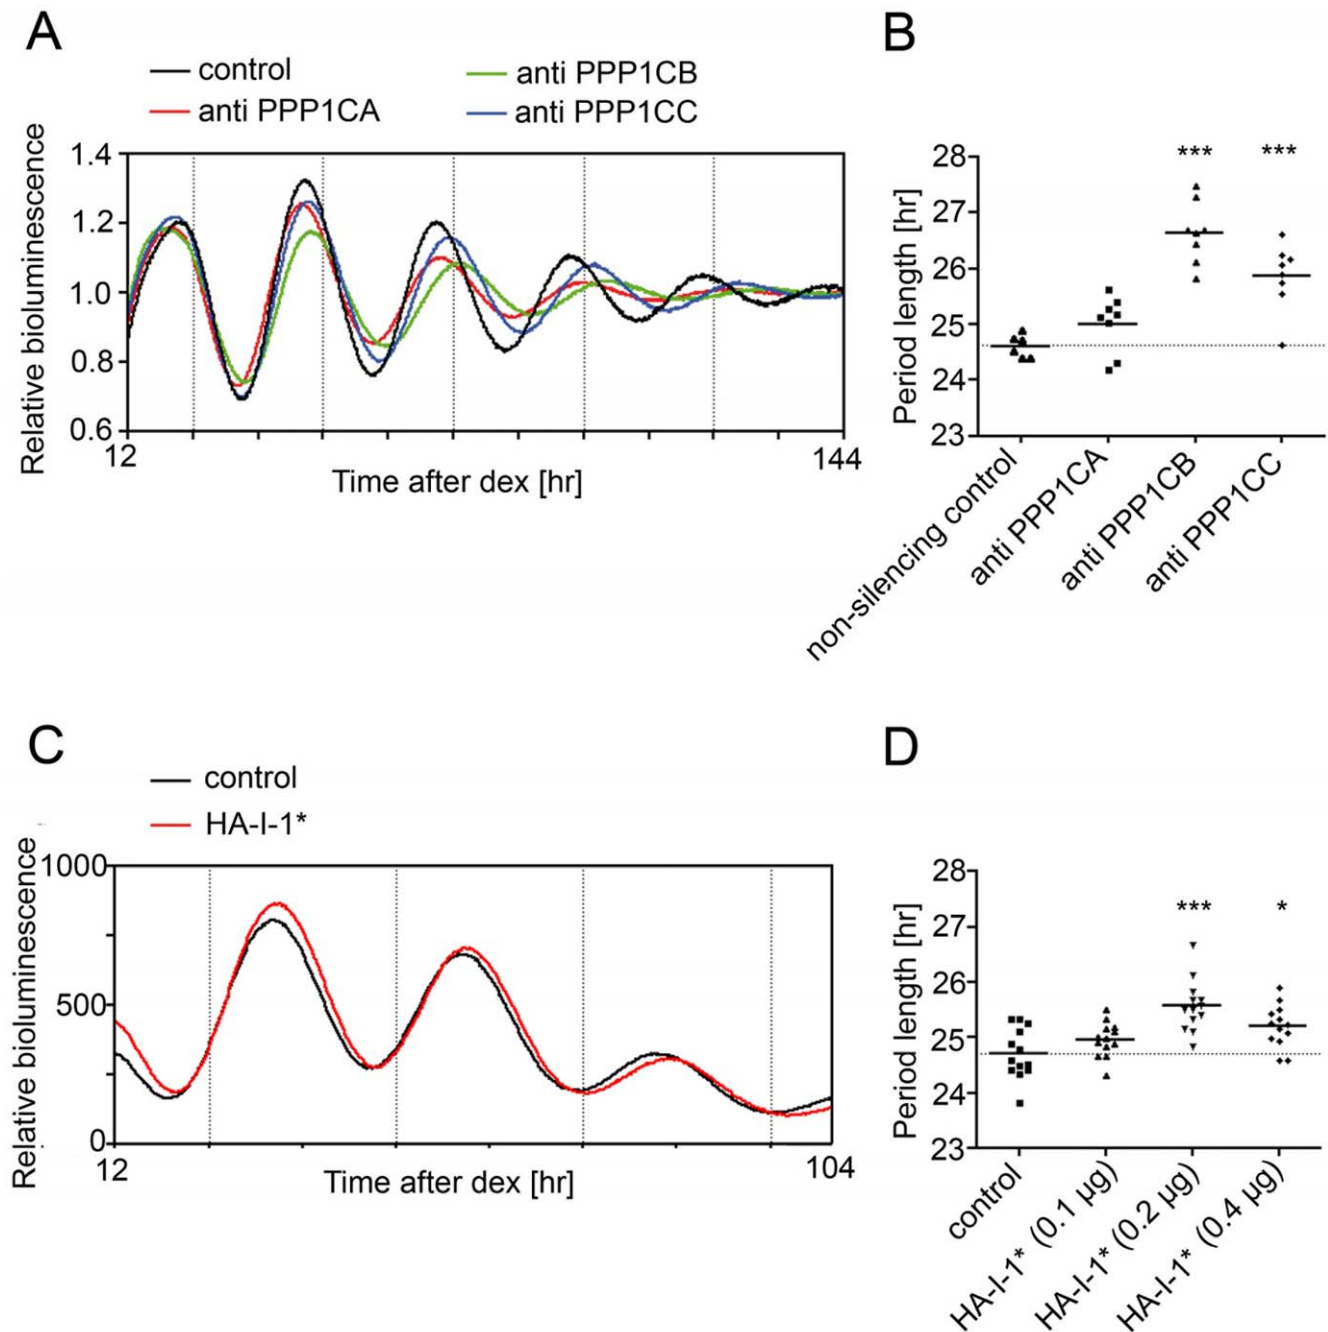 A
control
anti PPP1CB
anti PPP1CA
anti PPP1CC
Relative bioluminescence
1.4
1.2
1.0
0.8
0.6
12
144
Time after dex [hr]
B
*** ***
Period length [hr]
28
27
26
25
24
23
non-silencing control
anti PPP1CA
anti PPP1CB
anti PPP1CC
C
control
HA-I-1*
Relative bioluminescence
1000
500
0
12
104
Time after dex [hr]
D
*** *
Period length [hr]
28
27
26
25
24
23
control
HA-I-1* (0.1 µg)
HA-I-1* (0.2 µg)
HA-I-1* (0.4 µg)